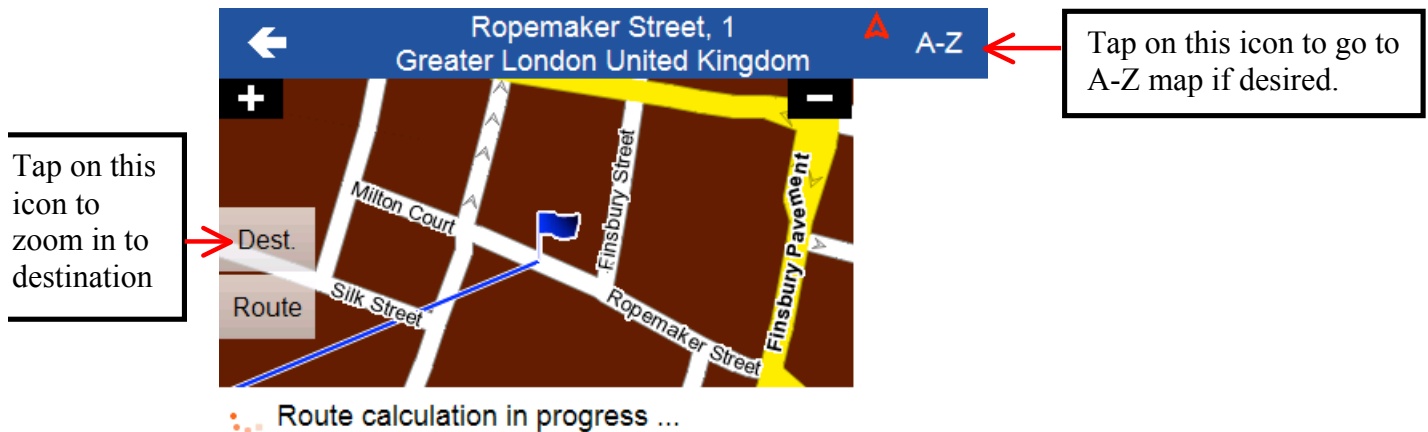 Ropemaker Street, 1
Greater London United Kingdom
A-Z
Tap on this icon to go to
A-Z map if desired.
+
−
Tap on this
icon to
zoom in to
destination
Dest.
Route
Milton Court
Finsbury Street
Finsbury Pavement
Silk Street
Ropemaker Street
Route calculation in progress ...